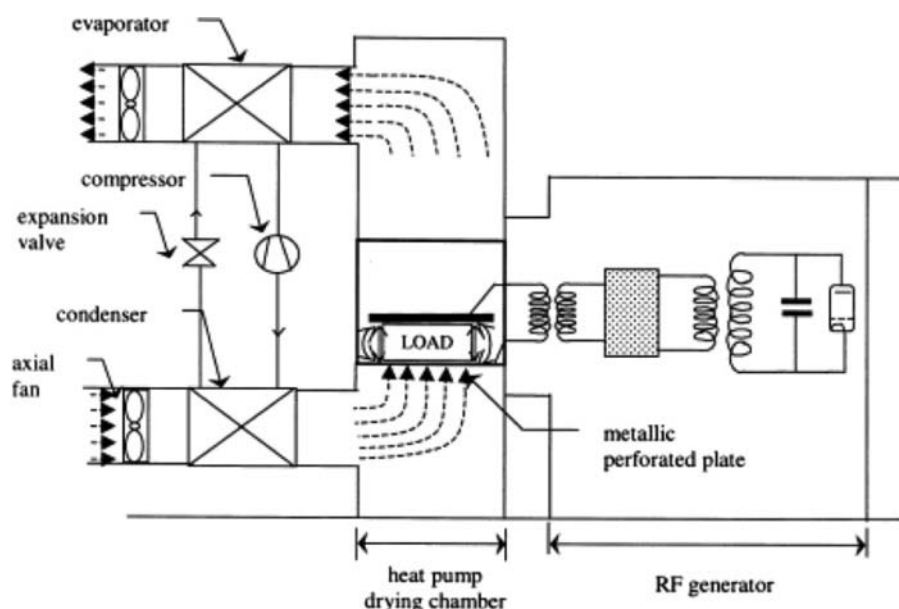 evaporator
compressor
expansion
valve
condenser
axial
fan
LOAD
metallic
perforated plate
heat pump
drying chamber
RF generator